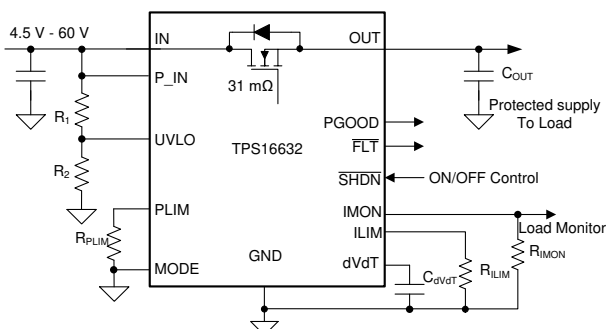 4.5 V - 60 V
IN
OUT
P_IN
31 mΩ
COUT
R1
Protected supply
To Load
PGOOD
UVLO
TPS16632
FLT
R2
SHDN
ON/OFF Control
PLIM
IMON
Load Monitor
ILIM
RPLIM
RIMON
GND
RILIM
MODE
dVdT
CdVdT